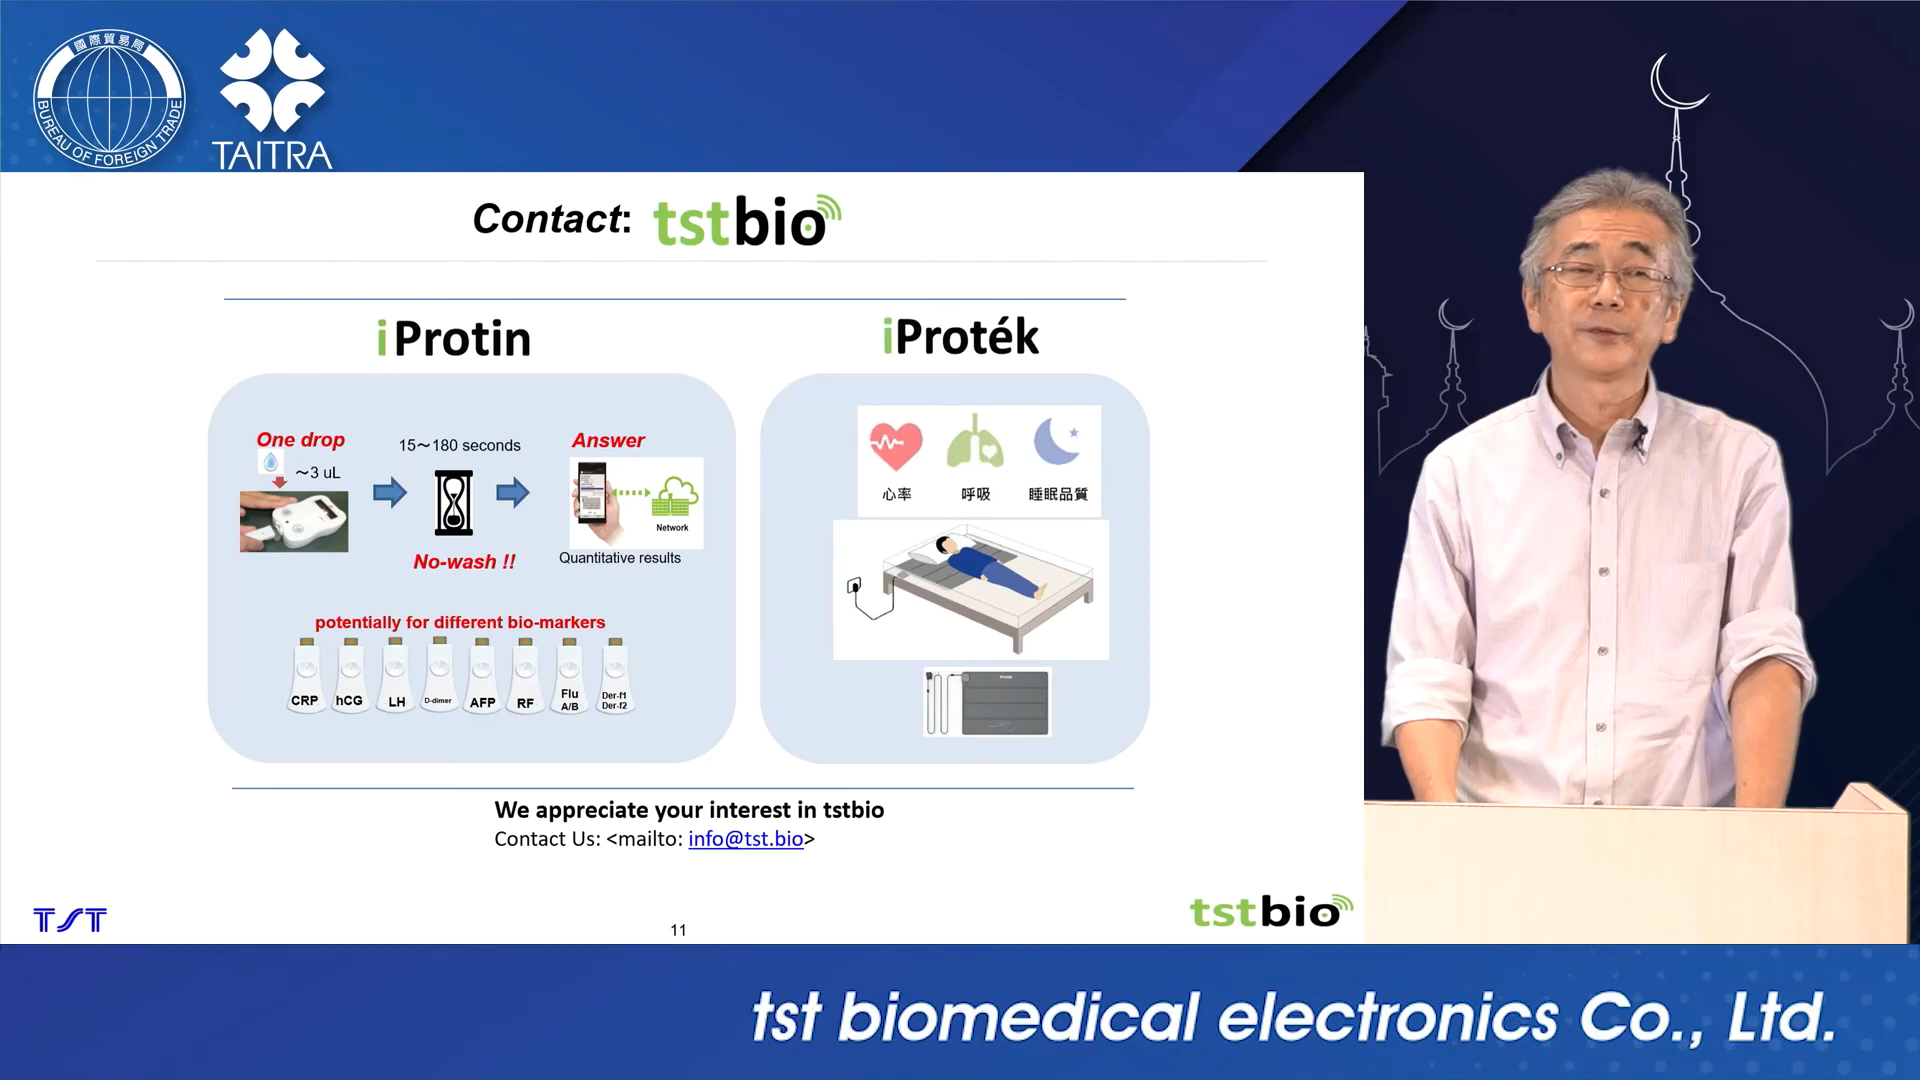 國際貿易局
BUREAU OF FOREIGN TRADE
TAITRA
Contact: tstbio
i Protin
One drop
~3 uL
15~180 seconds
No-wash !!
Answer
Network
Quantitative results
potentially for different bio-markers
CRP
hCG
LH
D-dimer
AFP
RF
Flu
A/B
Der-f1
Der-f2
iProték
心率
呼吸
睡眠品質
We appreciate your interest in tstbio
Contact Us: <mailto: info@tst.bio>
TST
11
tstbio
tst biomedical electronics Co., Ltd.